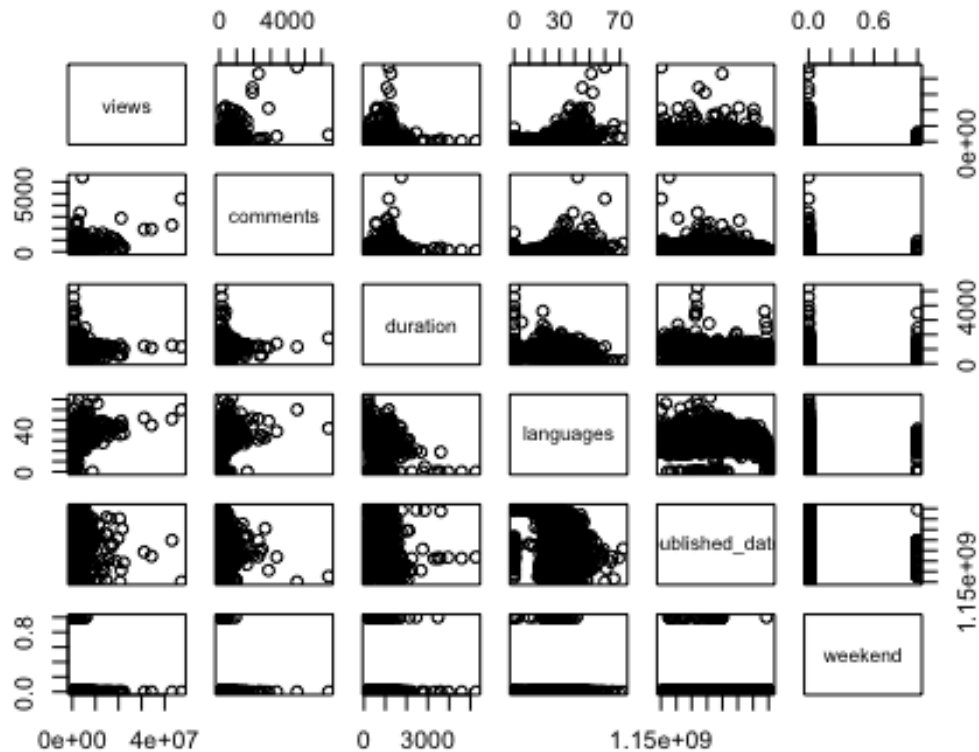 0 4000 0 30 70 0.0 0.6
views
0e+00
0 5000
comments
duration
0 40000
0 40
languages
ublished_dat
1.15e+09
0.0 0.8
weekend
0e+00 4e+07 0 3000 1.15e+09